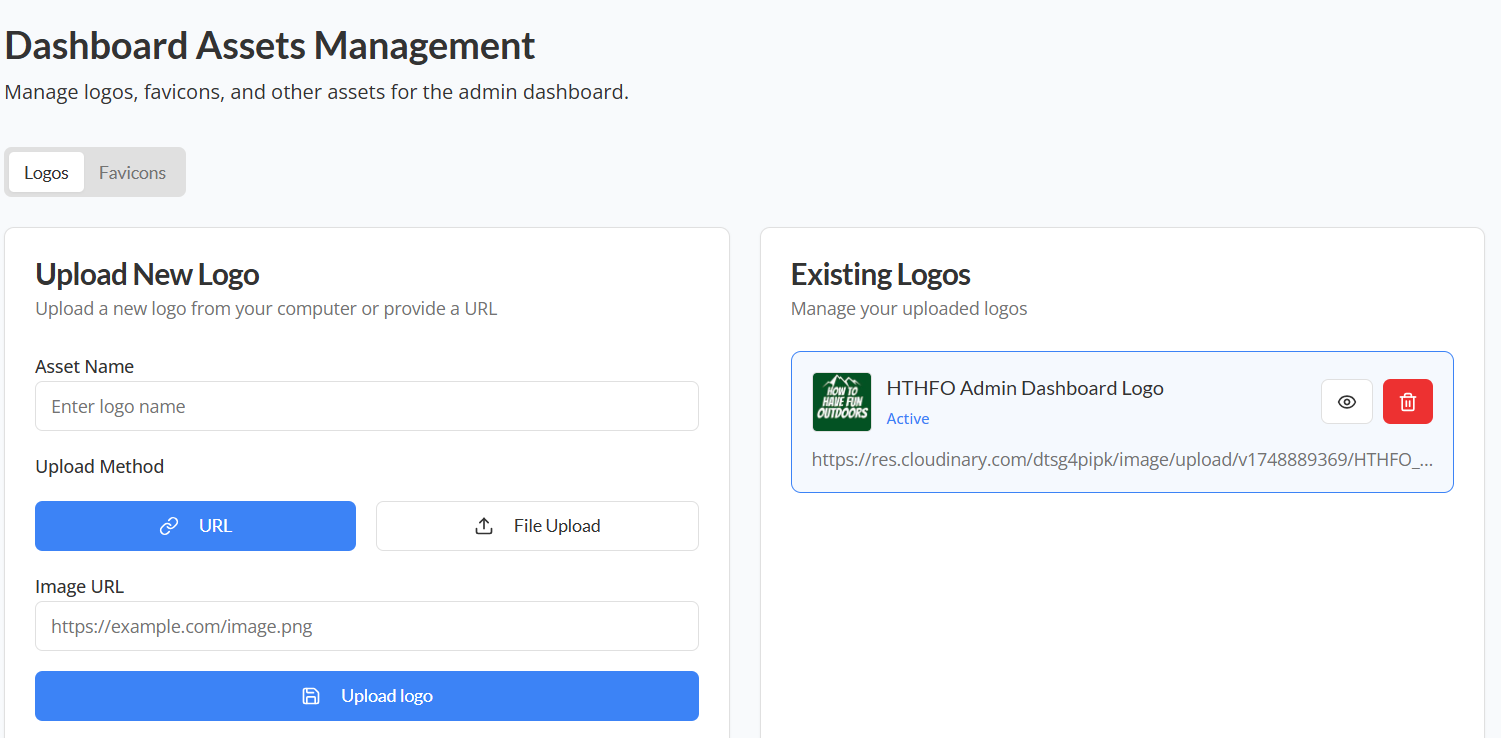 Dashboard Assets Management
Manage logos, favicons, and other assets for the admin dashboard.
Logos
Favicons
Upload New Logo
Upload a new logo from your computer or provide a URL
Asset Name
Enter logo name
Upload Method
URL
File Upload
Image URL
https://example.com/image.png
Upload logo
Existing Logos
Manage your uploaded logos
HOW TO
HAVE FUN
OUTDOORS
HTHFO Admin Dashboard Logo
Active
https://res.cloudinary.com/dtsg4pipk/image/upload/v1748889369/HTHFO_...